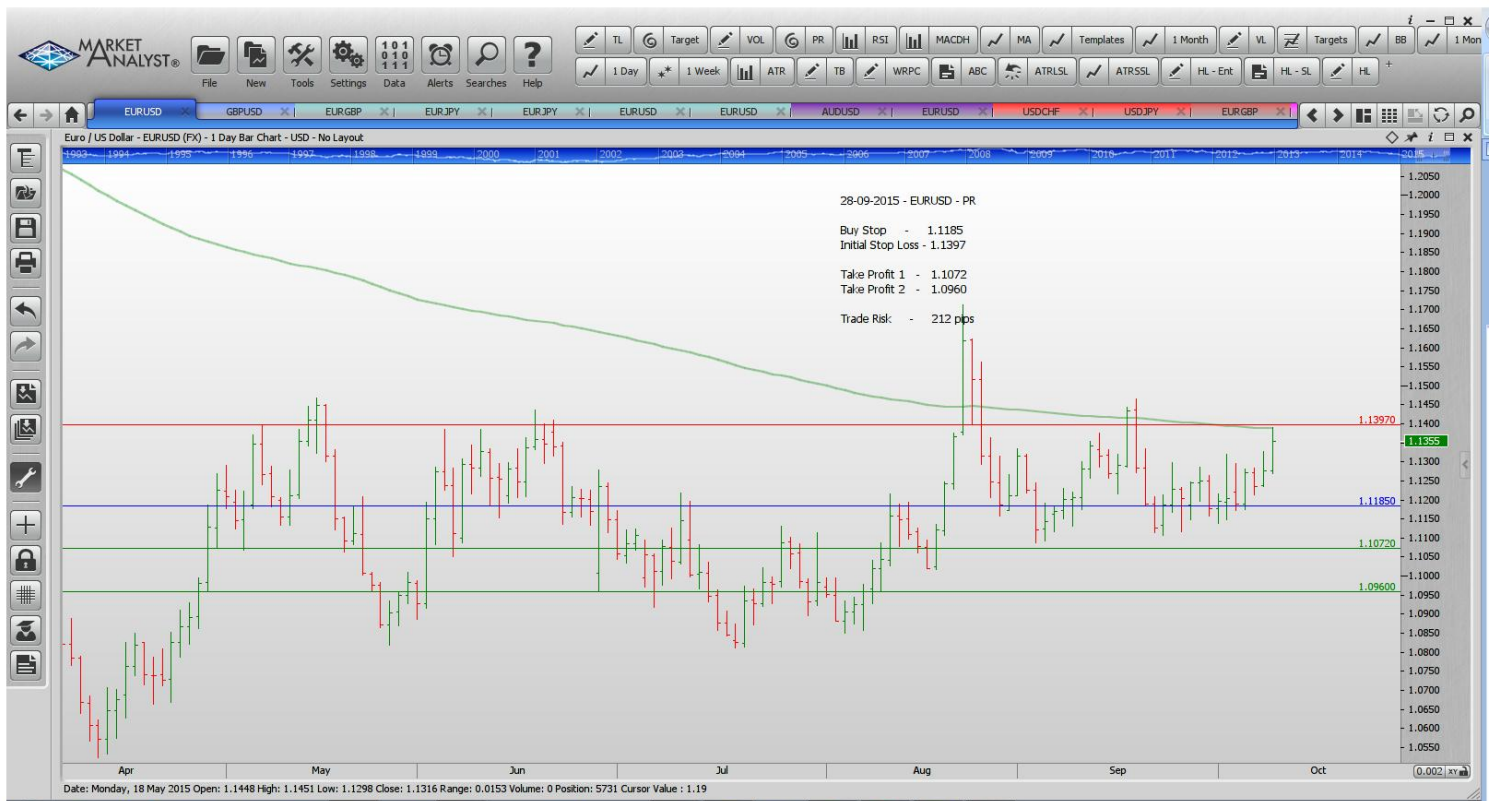 i
MARKET
ANALYST®
File New Tools Settings Data Alerts Searches Help
TL Target VOL PR RSI MACDH MA Templates 1 Month VL Targets BB 1 Mon
1 Day 1 Week ATR TB WRPC ABC ATRLSL ATRSSL HL - Ent HL - SL HL +
EURUSD GBPUSD EURGBP EURJPY EURJPY EURUSD EURUSD AUDUSD EURUSD USDCHF USDJPY EURGBP
Euro / US Dollar - EURUSD (FX) - 1 Day Bar Chart - USD - No Layout
1993 1994 1995 1996 1997 1998 1999 2000 2001 2002 2003 2004 2005 2006 2007 2008 2009 2010 2011 2012 2013 2014 2015
28-09-2015 - EURUSD - PR
Buy Stop - 1.1185
Initial Stop Loss - 1.1397
Take Profit 1 - 1.1072
Take Profit 2 - 1.0960
Trade Risk - 212 pips
1.2050
1.2000
1.1950
1.1900
1.1850
1.1800
1.1750
1.1700
1.1650
1.1600
1.1550
1.1500
1.1450
1.13970 1.1400
1.1355
1.1300
1.1250
1.11850 1.1200
1.1150
1.1100
1.10720 1.1050
1.1000
1.09600 1.0950
1.0900
1.0850
1.0800
1.0750
1.0700
1.0650
1.0600
1.0550
Apr May Jun Jul Aug Sep Oct 0.002 XY
Date: Monday, 18 May 2015 Open: 1.1448 High: 1.1451 Low: 1.1298 Close: 1.1316 Range: 0.0153 Volume: 0 Position: 5731 Cursor Value : 1.19